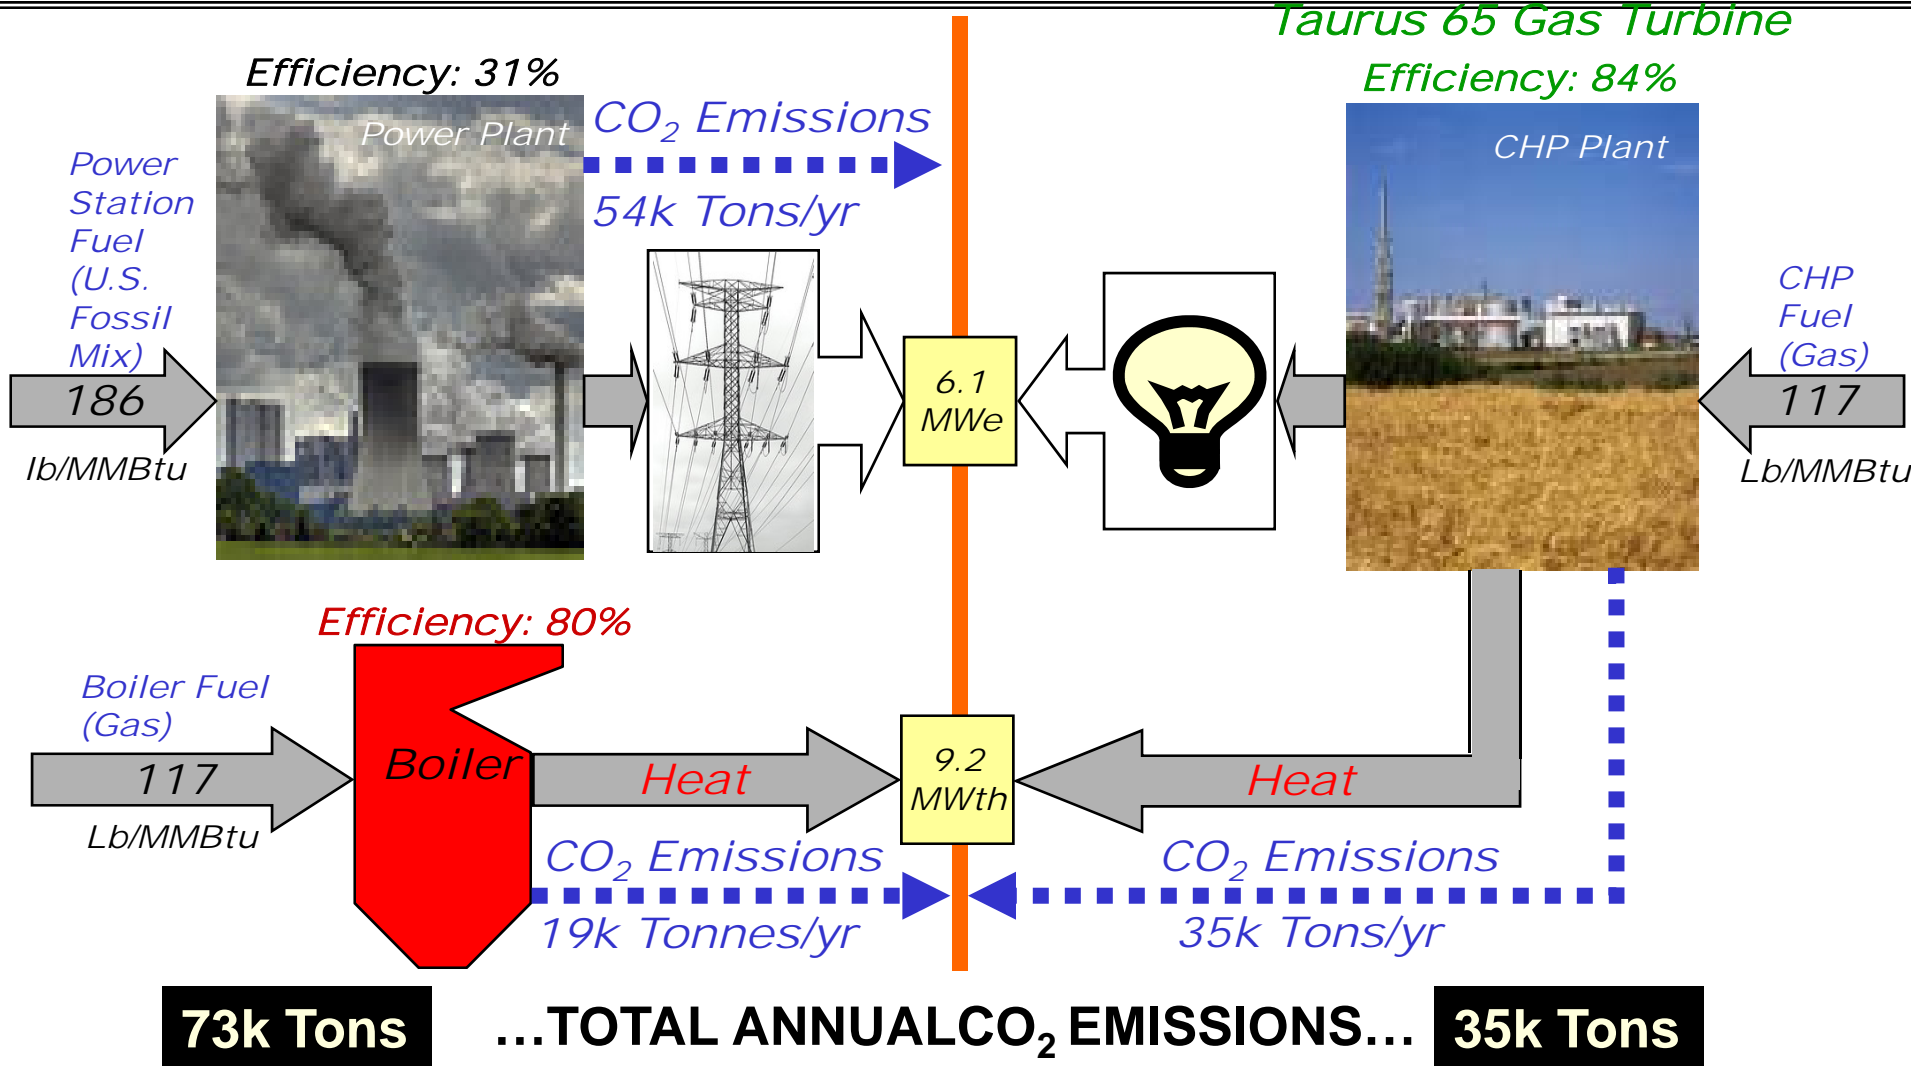 Taurus 65 Gas Turbine
Efficiency: 31%
Efficiency: 84%
Power Plant
CO2 Emissions
54k Tons/yr
CHP Plant
Power
Station
Fuel
(U.S.
Fossil
Mix)
186
lb/MMBtu
6.1
MWe
CHP
Fuel
(Gas)
117
Lb/MMBtu
Efficiency: 80%
Boiler Fuel
(Gas)
117
Lb/MMBtu
Boiler
Heat
9.2
MWth
Heat
CO2 Emissions
19k Tonnes/yr
CO2 Emissions
35k Tons/yr
73k Tons
...TOTAL ANNUALCO2 EMISSIONS...
35k Tons